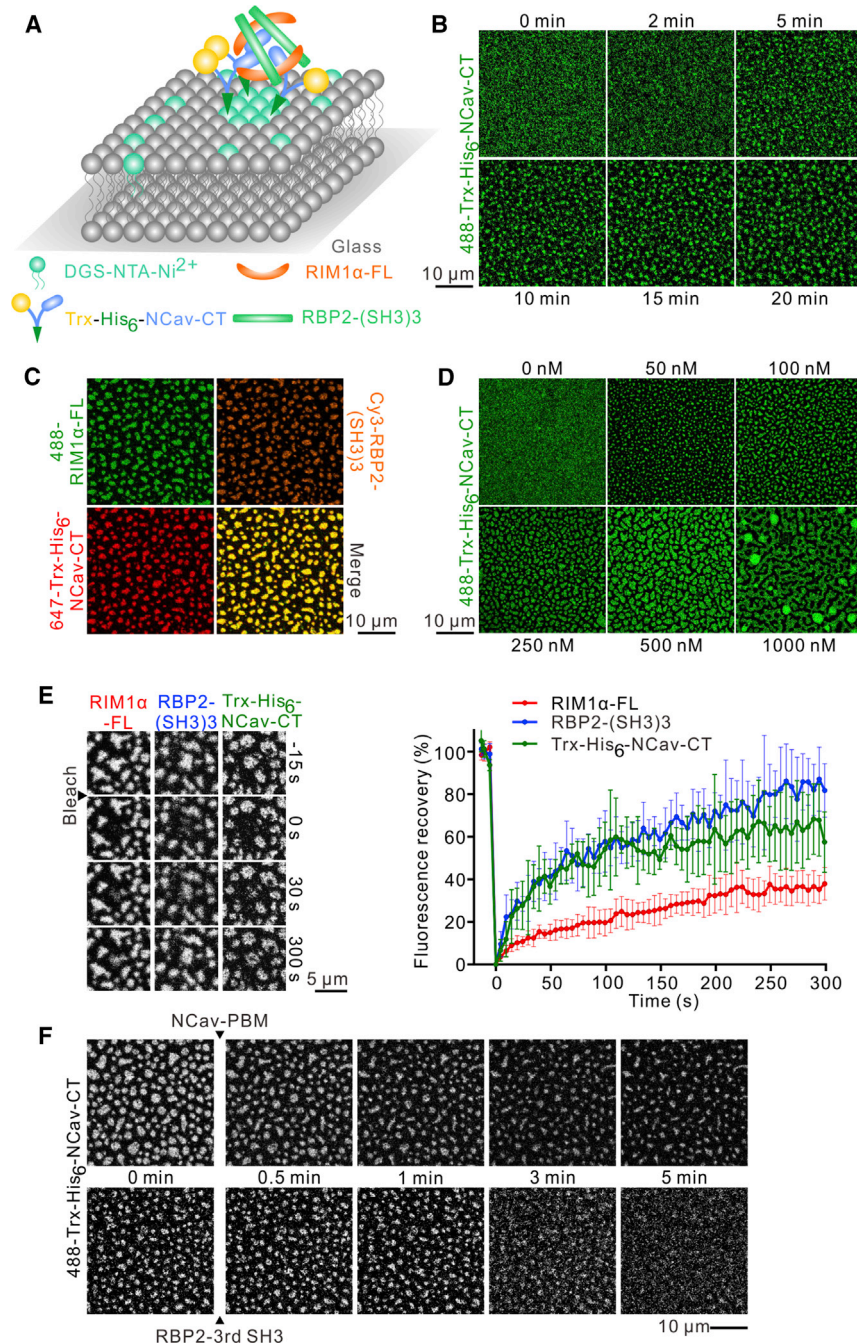 A
Glass
DGS-NTA-Ni2+
RIM1α-FL
Trx-His6-NCav-CT
RBP2-(SH3)3
B
0 min
2 min
5 min
488-Trx-His6-NCav-CT
10 μm
10 min
15 min
20 min
C
488-
RIM1α-FL
Cy3-RBP2-
(SH3)3
647-Trx-His6-
NCav-CT
Merge
10 μm
D
0 nM
50 nM
100 nM
488-Trx-His6-NCav-CT
10 μm
250 nM
500 nM
1000 nM
E
RIM1α
-FL
RBP2-
(SH3)3
Trx-His6-
NCav-CT
Bleach
-15 s
0 s
30 s
300 s
5 μm
RIM1α-FL
RBP2-(SH3)3
Trx-His6-NCav-CT
Fluorescence recovery (%)
100
80
60
40
20
0
0
50
100
150
200
250
300
Time (s)
F
NCav-PBM
488-Trx-His6-NCav-CT
0 min
0.5 min
1 min
3 min
5 min
RBP2-3rd SH3
10 μm